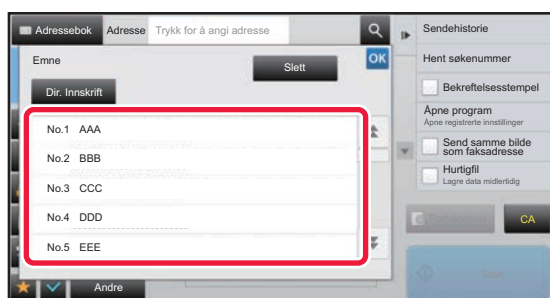 Adressebok Adresse Trykk for å angi adresse
Sendehistorie
Emne
Slett
OK
Hent søkenummer
Dir. Innskrift
Bekreftelsesstempel
Åpne program
Åpne registrerte innstillinger
No.1 AAA
Send samme bilde
som faksadresse
No.2 BBB
Hurtigfil
Lagre data midlertidig
No.3 CCC
No.4 DDD
CA
No.5 EEE
Andre
Start